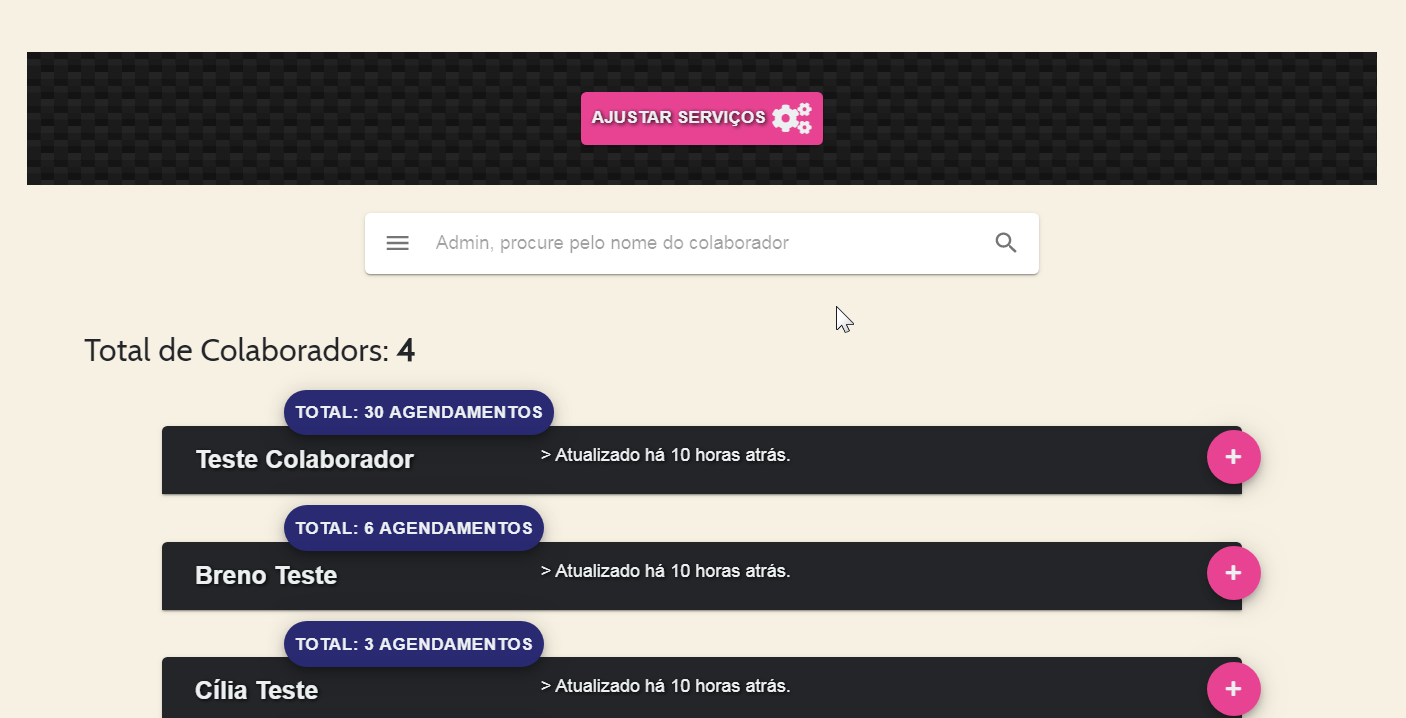 AJUSTAR SERVIÇOS
Admin, procure pelo nome do colaborador
Total de Colaboradors: 4
TOTAL: 30 AGENDAMENTOS
Teste Colaborador
> Atualizado há 10 horas atrás.
+
TOTAL: 6 AGENDAMENTOS
Breno Teste
> Atualizado há 10 horas atrás.
+
TOTAL: 3 AGENDAMENTOS
Cília Teste
> Atualizado há 10 horas atrás.
+